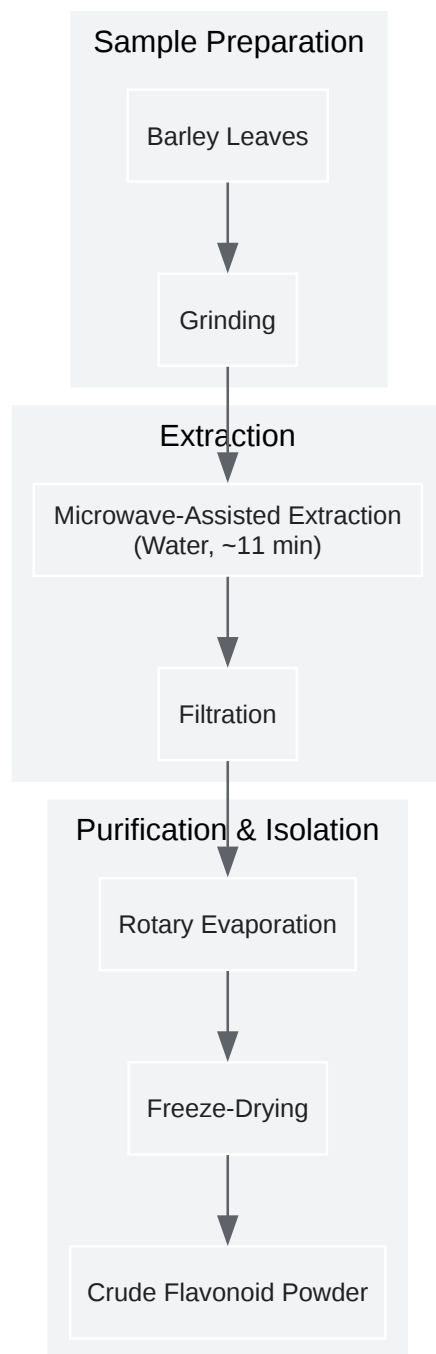 Sample Preparation
Barley Leaves
Grinding
Extraction
Microwave-Assisted Extraction
(Water, ~11 min)
Filtration
Purification & Isolation
Rotary Evaporation
Freeze-Drying
Crude Flavonoid Powder